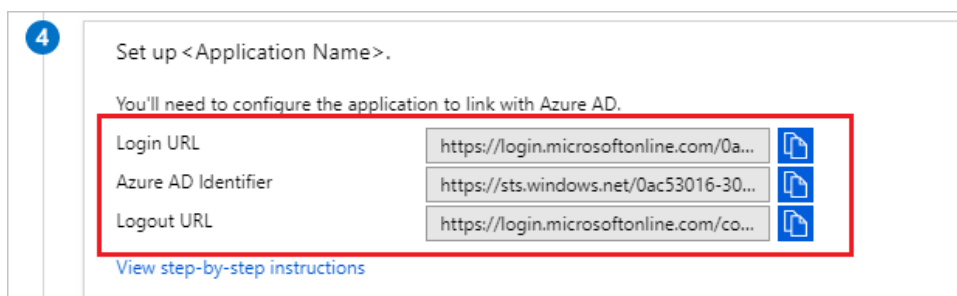 4
Set up <Application Name>.
You'll need to configure the application to link with Azure AD.
Login URL https://login.microsoftonline.com/0a...
Azure AD Identifier https://sts.windows.net/0ac53016-30...
Logout URL https://login.microsoftonline.com/co...
View step-by-step instructions